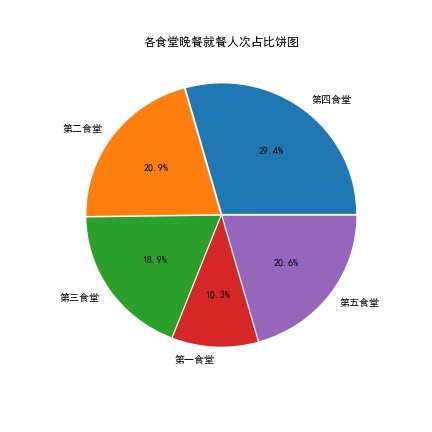 各食堂晚餐就餐人次占比饼图
第四食堂
29.4%
第二食堂
20.9%
第三食堂
18.9%
第一食堂
10.3%
第五食堂
20.6%